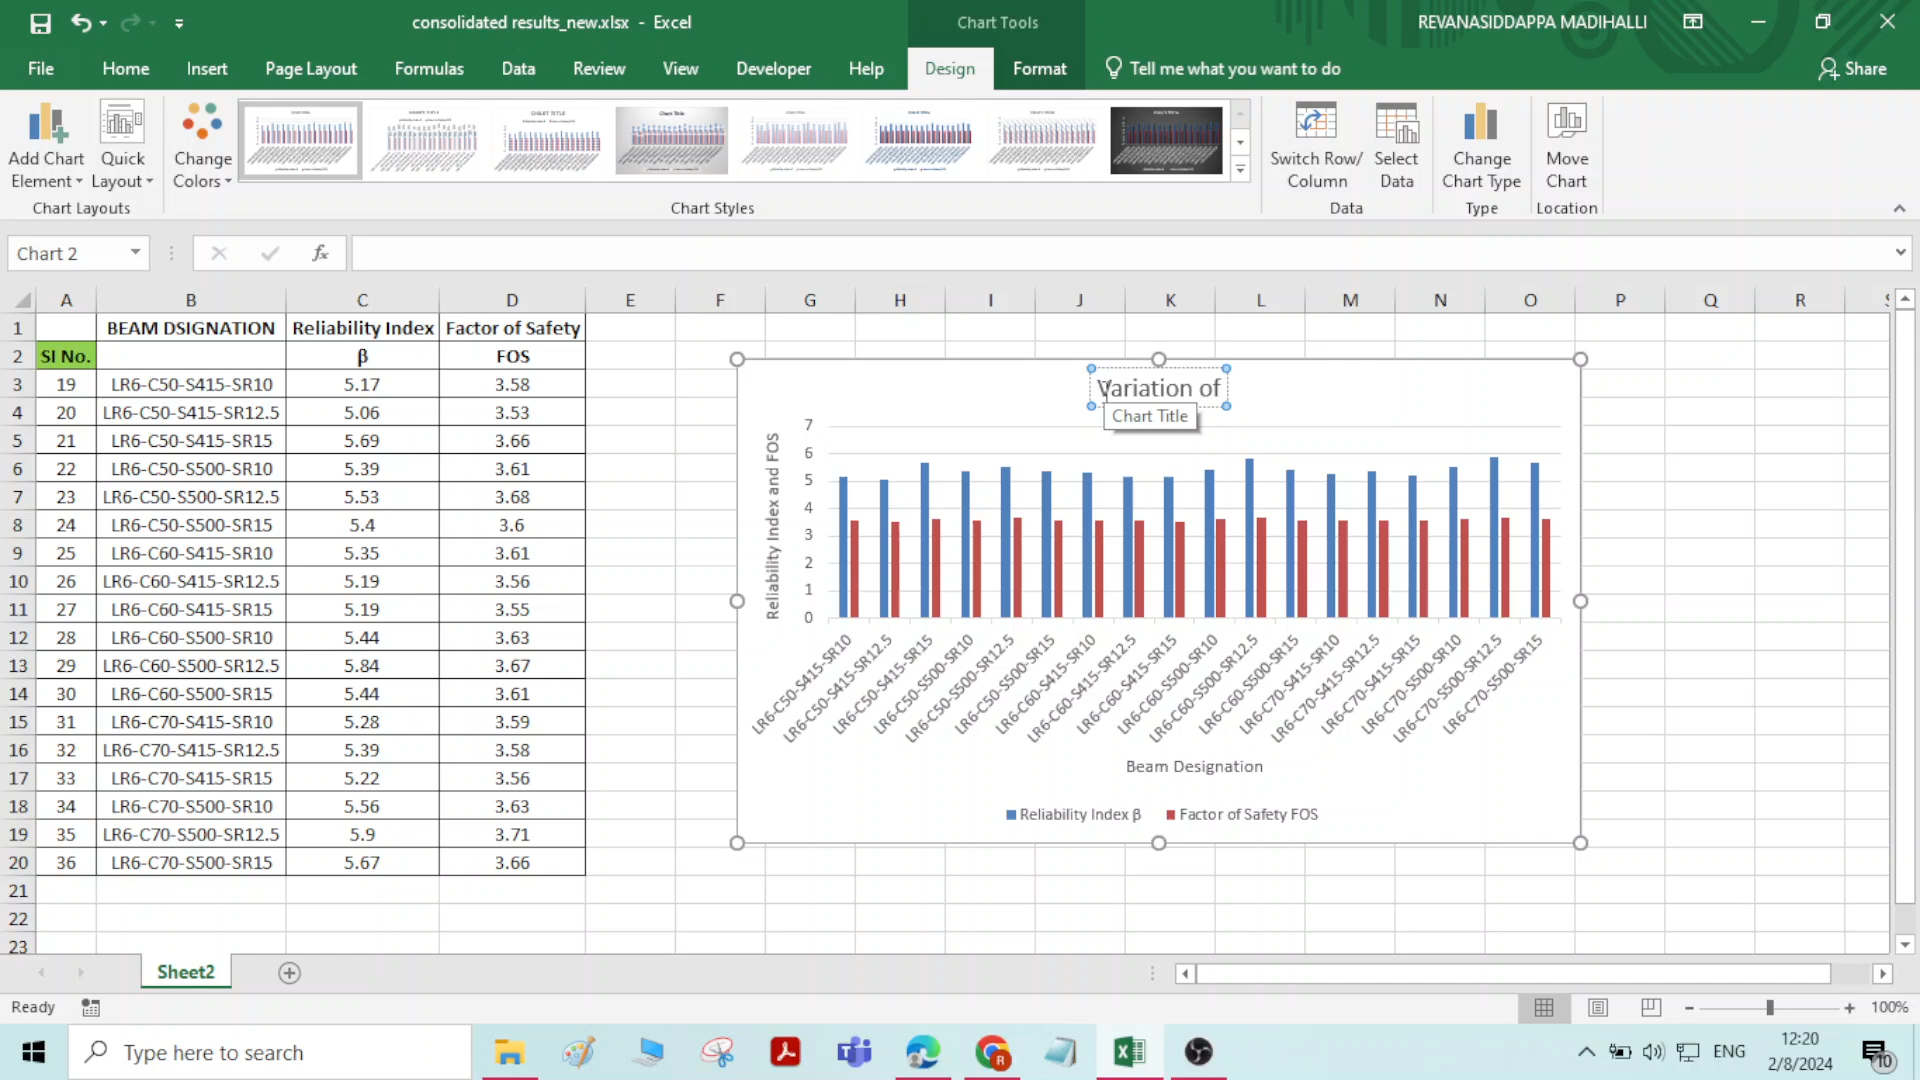 consolidated results_new.xlsx - Excel
Chart Tools
REVANASIDDAPPA MADIHALLI
File Home Insert Page Layout Formulas Data Review View Developer Help Design Format Tell me what you want to do Share
Add Chart Element
Quick Layout
Change Colors
Switch Row/ Column
Select Data
Change Chart Type
Move Chart
Chart Layouts
Chart Styles
Data
Type
Location
Chart 2
fx
A B C D E F G H I J K L M N O P Q R
1 BEAM DSIGNATION Reliability Index Factor of Safety
2 SI No. β FOS
3 19 LR6-C50-S415-SR10 5.17 3.58
4 20 LR6-C50-S415-SR12.5 5.06 3.53
5 21 LR6-C50-S415-SR15 5.69 3.66
6 22 LR6-C50-S500-SR10 5.39 3.61
7 23 LR6-C50-S500-SR12.5 5.53 3.68
8 24 LR6-C50-S500-SR15 5.4 3.6
9 25 LR6-C60-S415-SR10 5.35 3.61
10 26 LR6-C60-S415-SR12.5 5.19 3.56
11 27 LR6-C60-S415-SR15 5.19 3.55
12 28 LR6-C60-S500-SR10 5.44 3.63
13 29 LR6-C60-S500-SR12.5 5.84 3.67
14 30 LR6-C60-S500-SR15 5.44 3.61
15 31 LR6-C70-S415-SR10 5.28 3.59
16 32 LR6-C70-S415-SR12.5 5.39 3.58
17 33 LR6-C70-S415-SR15 5.22 3.56
18 34 LR6-C70-S500-SR10 5.56 3.63
19 35 LR6-C70-S500-SR12.5 5.9 3.71
20 36 LR6-C70-S500-SR15 5.67 3.66
21
22
23
Variation of
Chart Title
Reliability Index and FOS
7
6
5
4
3
2
1
0
LR6-C50-S415-SR10
LR6-C50-S415-SR12.5
LR6-C50-S415-SR15
LR6-C50-S500-SR10
LR6-C50-S500-SR12.5
LR6-C50-S500-SR15
LR6-C60-S415-SR10
LR6-C60-S415-SR12.5
LR6-C60-S415-SR15
LR6-C60-S500-SR10
LR6-C60-S500-SR12.5
LR6-C60-S500-SR15
LR6-C70-S415-SR10
LR6-C70-S415-SR12.5
LR6-C70-S415-SR15
LR6-C70-S500-SR10
LR6-C70-S500-SR12.5
LR6-C70-S500-SR15
Beam Designation
Reliability Index β Factor of Safety FOS
Sheet2
Ready
100%
Type here to search
ENG
12:20
2/8/2024
10